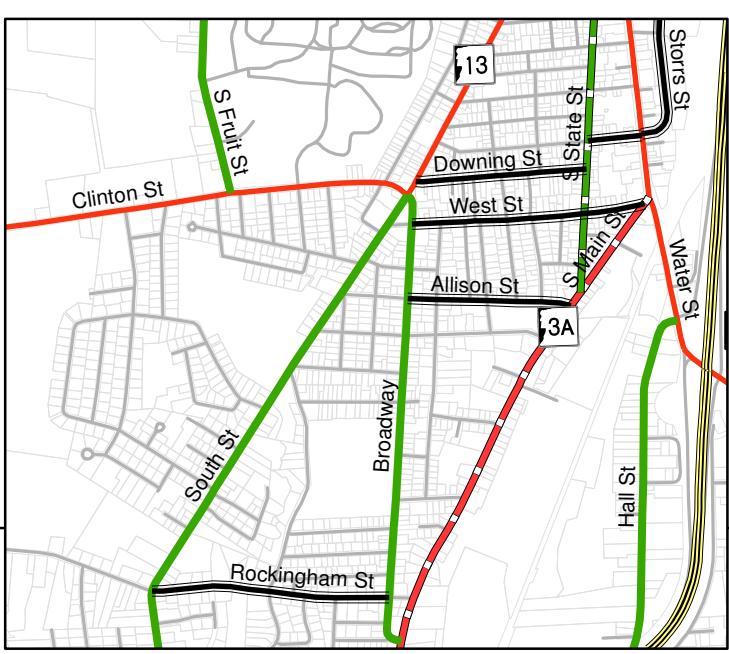 13
Storrs St
S Fruit St
S State St
Downing St
Clinton St
West St
S Main St
Water St
Allison St
3A
Broadway
South St
Hall St
Rockingham St